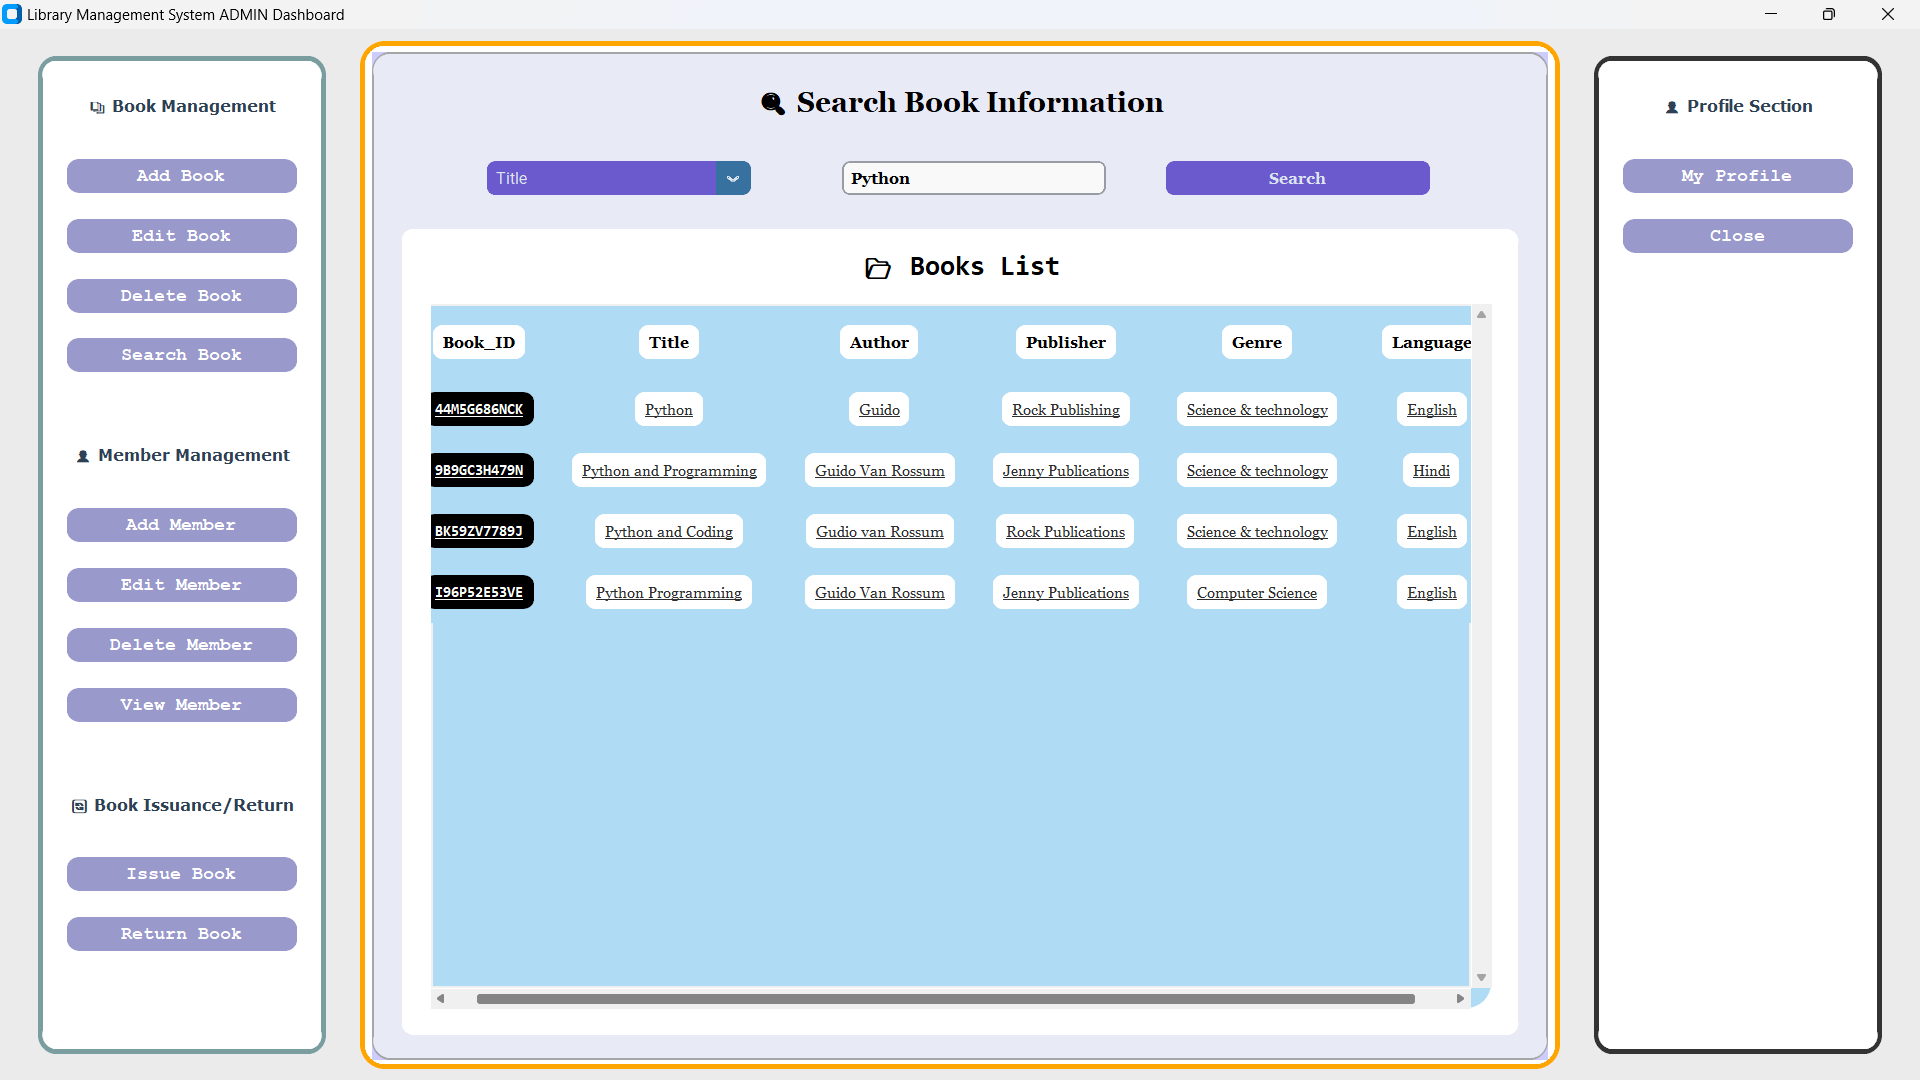 Library Management System ADMIN Dashboard
Book Management
Add Book
Edit Book
Delete Book
Search Book
Member Management
Add Member
Edit Member
Delete Member
View Member
Book Issuance/Return
Issue Book
Return Book
Search Book Information
Title Python Search
Books List
Book_ID Title Author Publisher Genre Language
44M5G686NCK Python Guido Rock Publishing Science & technology English
9B9GC3H479N Python and Programming Guido Van Rossum Jenny Publications Science & technology Hindi
BK59ZV7789J Python and Coding Gudio van Rossum Rock Publications Science & technology English
I96P52E53VE Python Programming Guido Van Rossum Jenny Publications Computer Science English
Profile Section
My Profile
Close